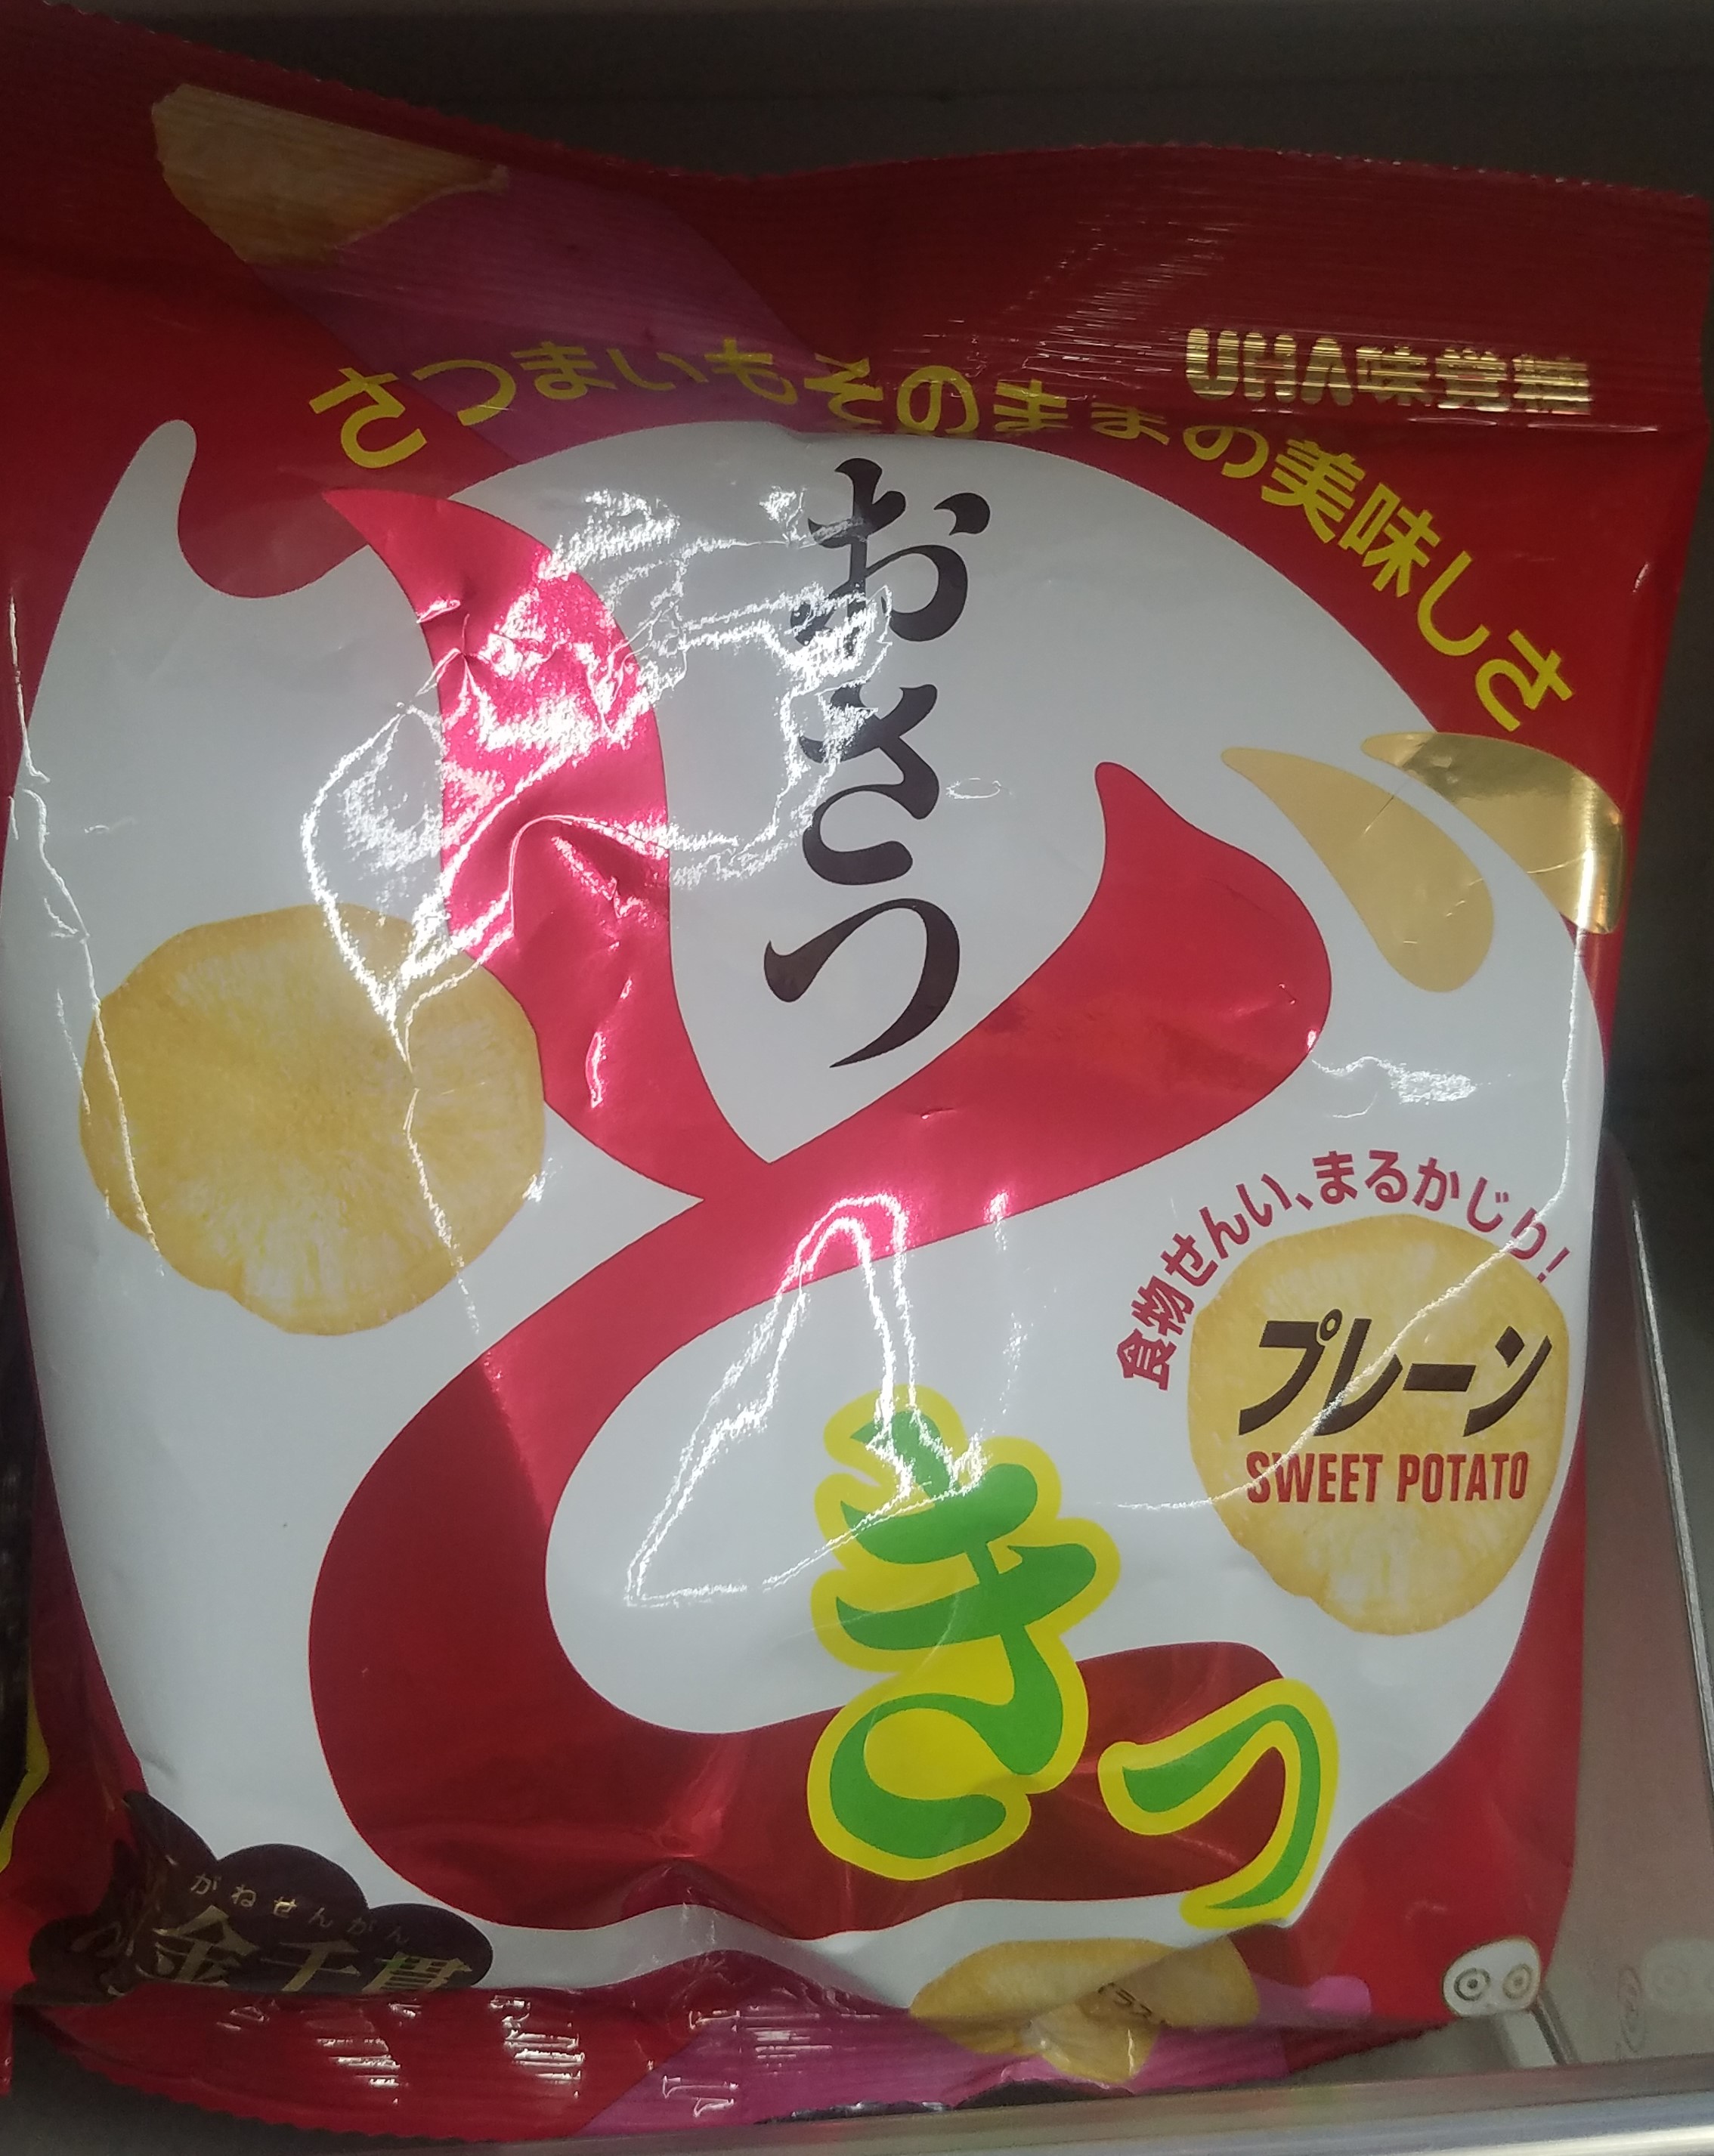 UHA味覚糖
さつまいもそのままの美味しさ
おさつ
どきっ
食物せんい、まるかじり!
プレーン
SWEET POTATO
こがねせんがん
金千貫